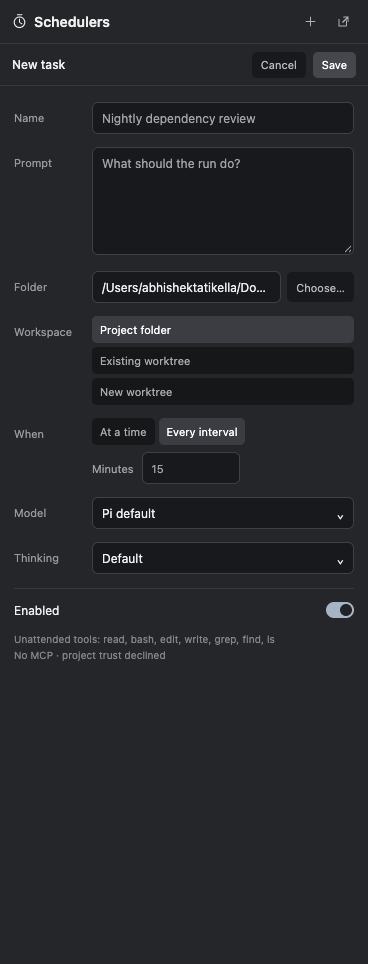 Schedulers
New task
Cancel
Save
Name
Nightly dependency review
Prompt
What should the run do?
Folder
/Users/abhishektatikella/Do...
Choose...
Workspace
Project folder
Existing worktree
New worktree
When
At a time
Every interval
Minutes
15
Model
Pi default
Thinking
Default
Enabled
Unattended tools: read, bash, edit, write, grep, find, ls
No MCP · project trust declined